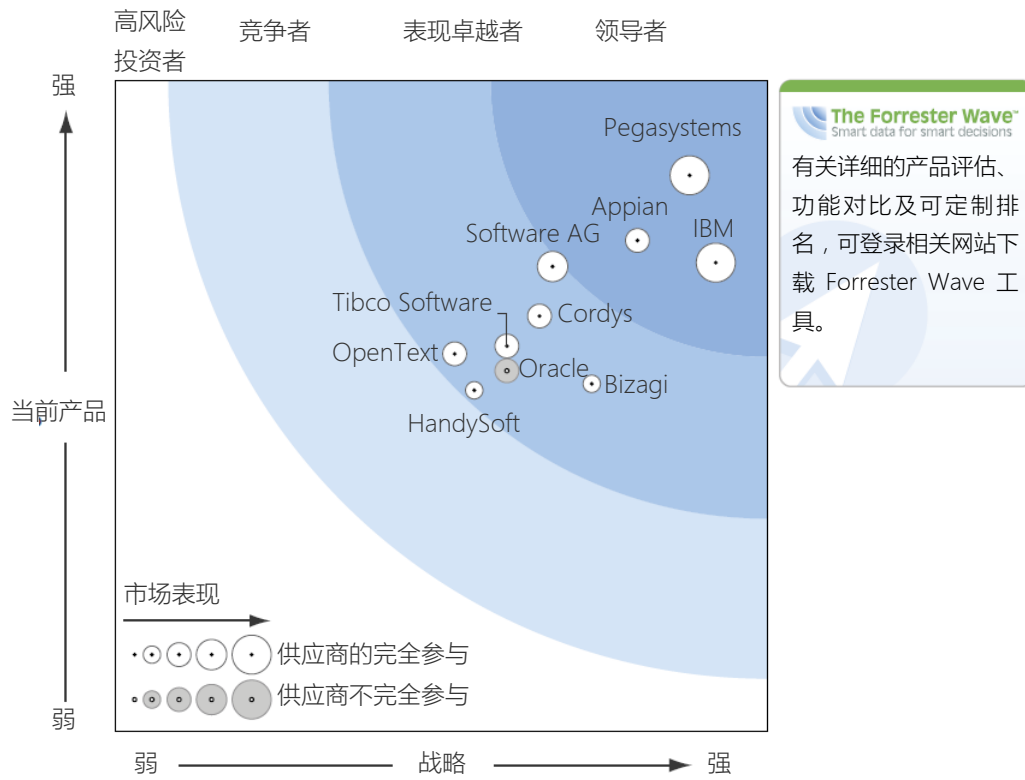 高风险
投资者
竞争者
表现卓越者
领导者
强
当前产品
弱
Pegasystems
Appian
IBM
Software AG
Tibco Software
Cordys
OpenText
Oracle
Bizagi
HandySoft
市场表现
供应商的完全参与
供应商不完全参与
弱
战略
强
The Forrester Wave™
Smart data for smart decisions
有关详细的产品评估、
功能对比及可定制排
名，可登录相关网站下
载 Forrester Wave 工
具。